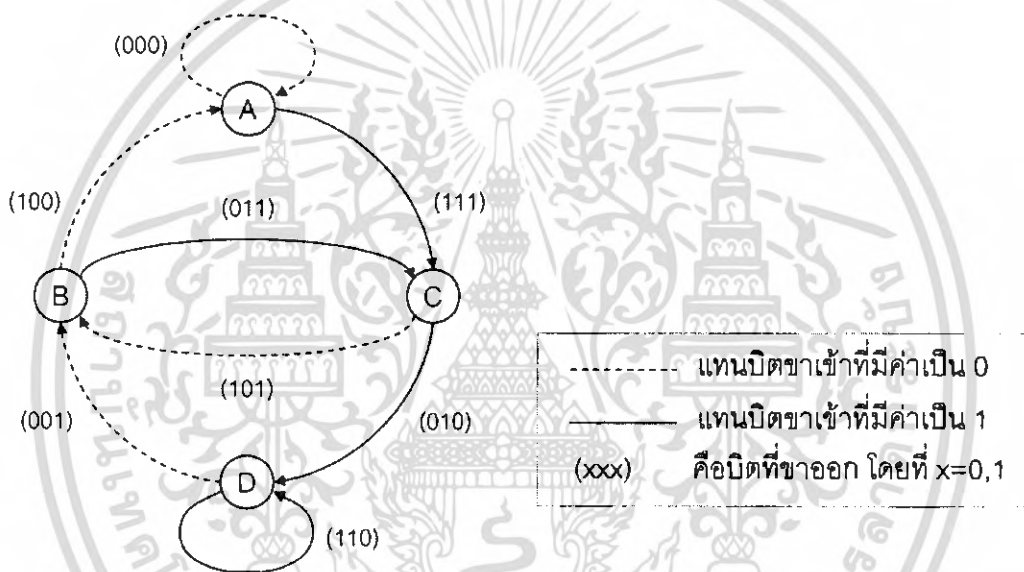 (000)
A
(100)
(011)
(111)
B
C
(101)
(001)
(010)
D
(110)
แทนบิตขาเข้าที่มีค่าเป็น 0
แทนบิตขาเข้าที่มีค่าเป็น 1
(xxx) คือบิตที่ขาออก โดยที่ x=0,1